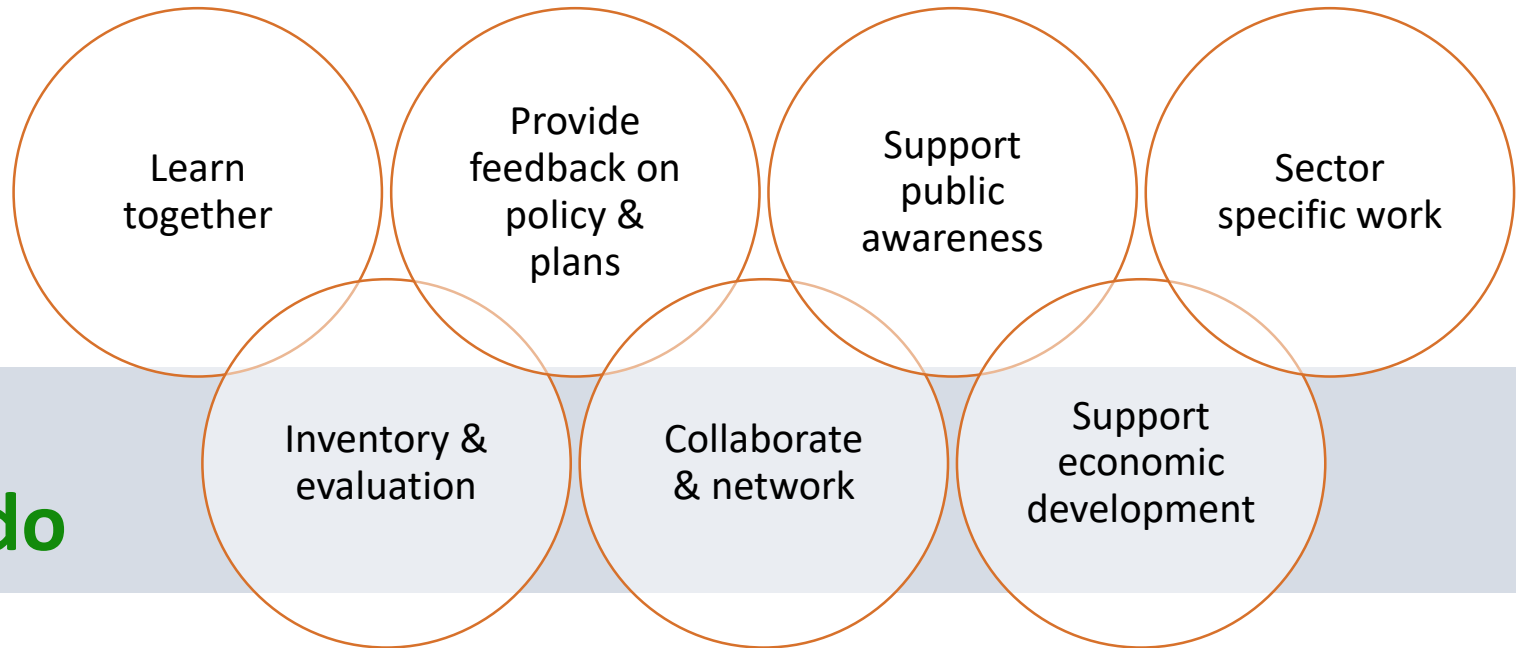 Learn
together
Provide
feedback on
policy &
plans
Support
public
awareness
Sector
specific work
Inventory &
evaluation
Collaborate
& network
Support
economic
development
do